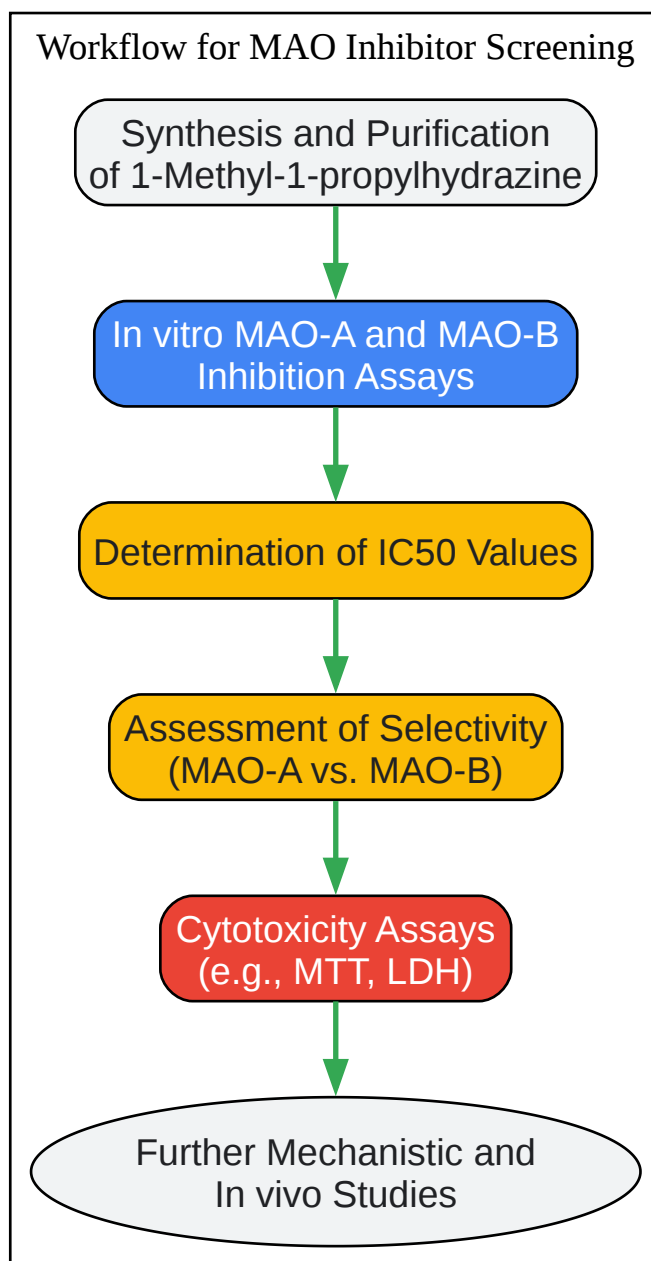 Workflow for MAO Inhibitor Screening
Synthesis and Purification
of 1-Methyl-1-propylhydrazine
In vitro MAO-A and MAO-B
Inhibition Assays
Determination of IC50 Values
Assessment of Selectivity
(MAO-A vs. MAO-B)
Cytotoxicity Assays
(e.g., MTT, LDH)
Further Mechanistic and
In vivo Studies